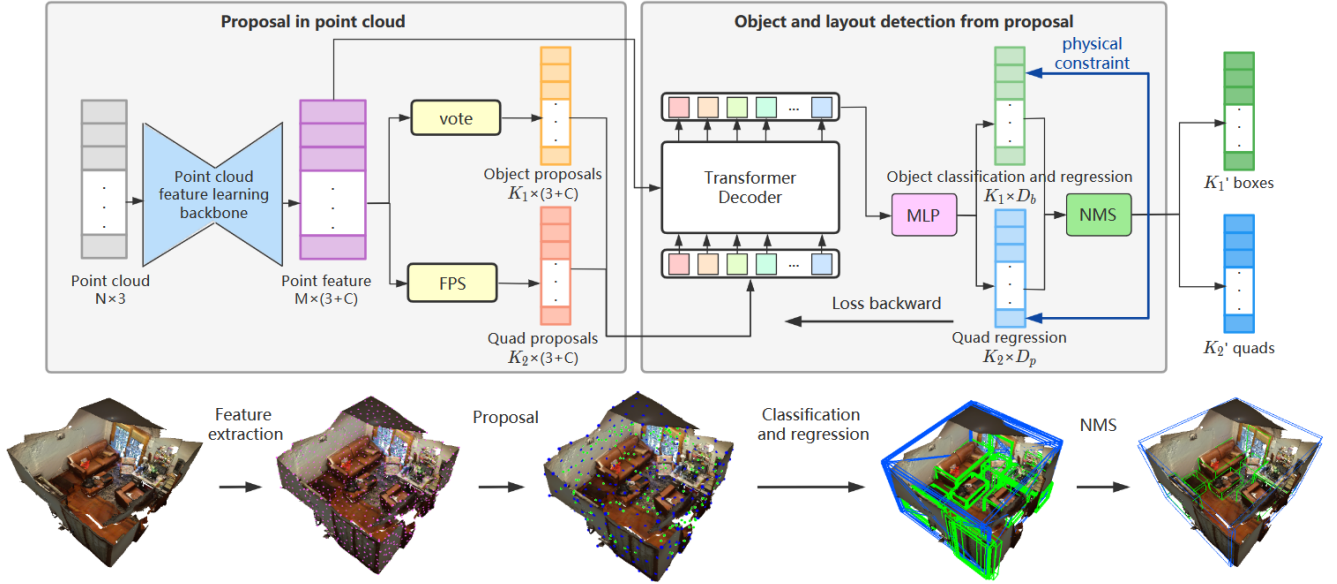 Proposal in point cloud
Object and layout detection from proposal
physical
constraint
vote
Point cloud
feature learning
backbone
Object proposals
K₁×(3+C)
Transformer
Decoder
...
Object classification and regression
K₁×D_b
MLP
NMS
K₁' boxes
Point cloud
N×3
Point feature
M×(3+C)
FPS
...
Loss backward
Quad proposals
K₂×(3+C)
Quad regression
K₂×D_p
K₂' quads
Feature
extraction
Proposal
Classification
and regression
NMS